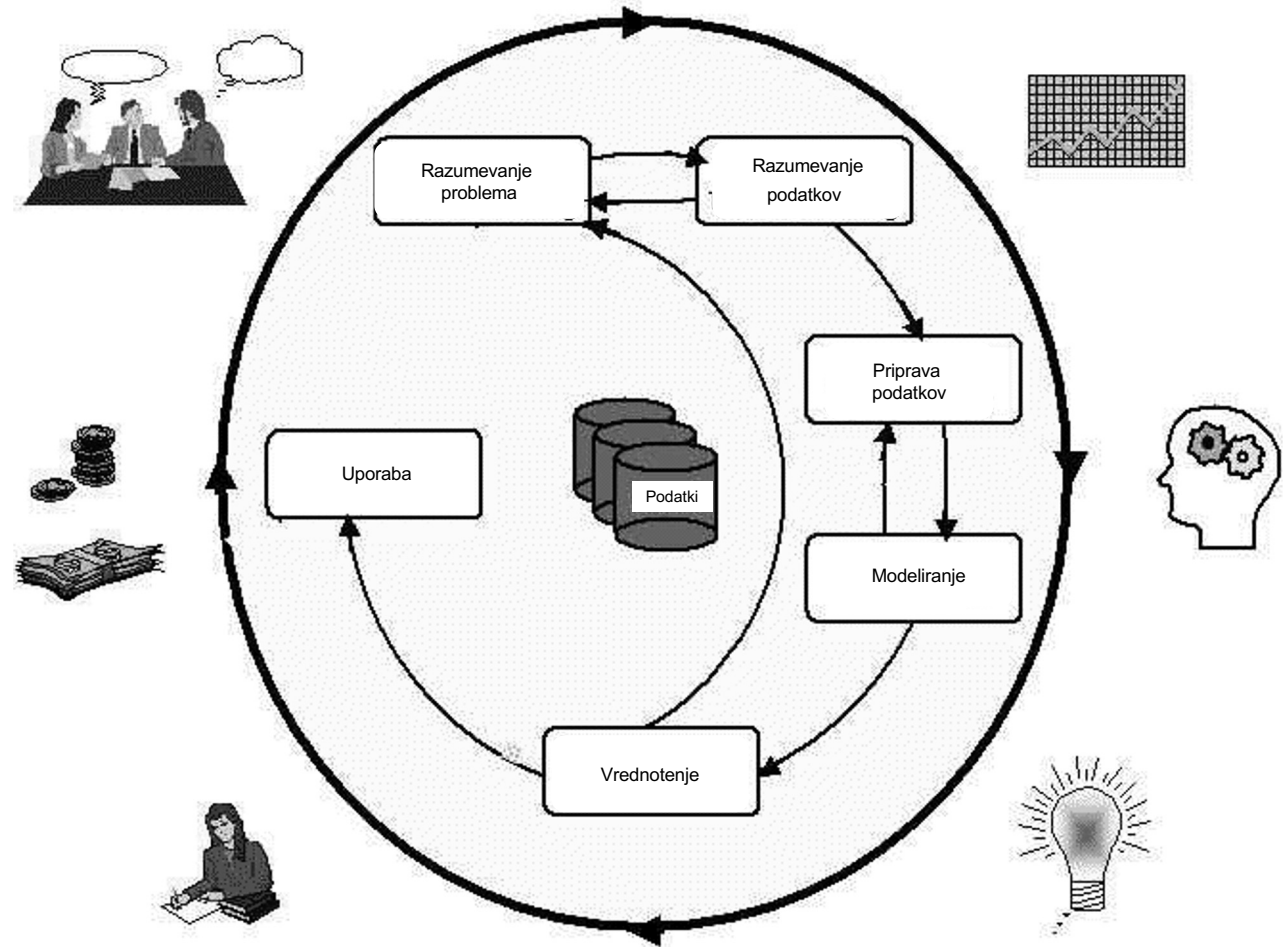 Razumevanje
problema
Razumevanje
podatkov
Priprava
podatkov
Uporaba
Podatki
Modeliranje
Vrednotenje